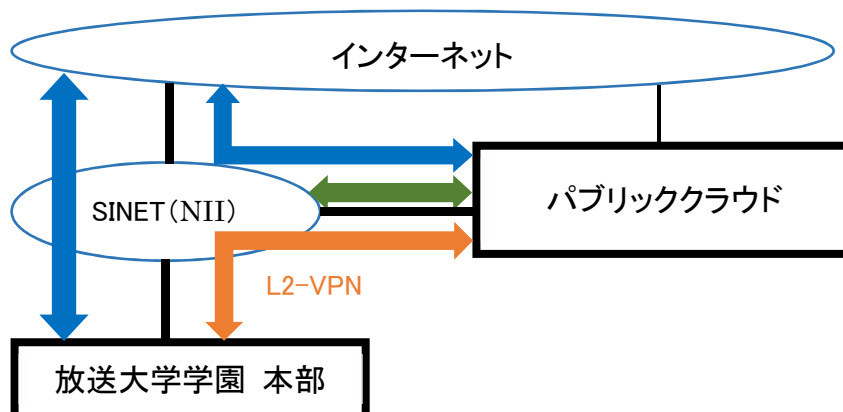 インターネット
SINET(NII)
パブリッククラウド
L2-VPN
放送大学学園 本部